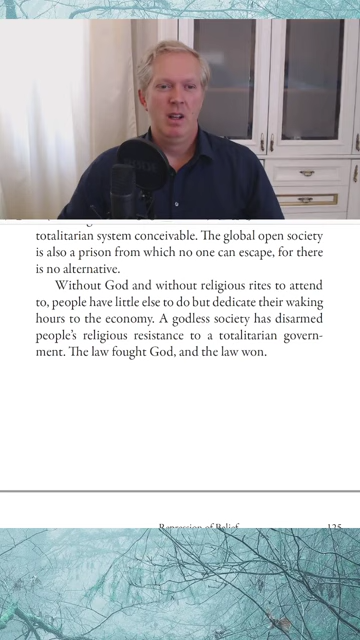 totalitarian system conceivable. The global open society
is also a prison from which no one can escape, for there
is no alternative.
Without God and without religious rites to attend
to, people have little else to do but dedicate their waking
hours to the economy. A godless society has disarmed
people's religious resistance to a totalitarian govern-
ment. The law fought God, and the law won.
Repression of Belief 125